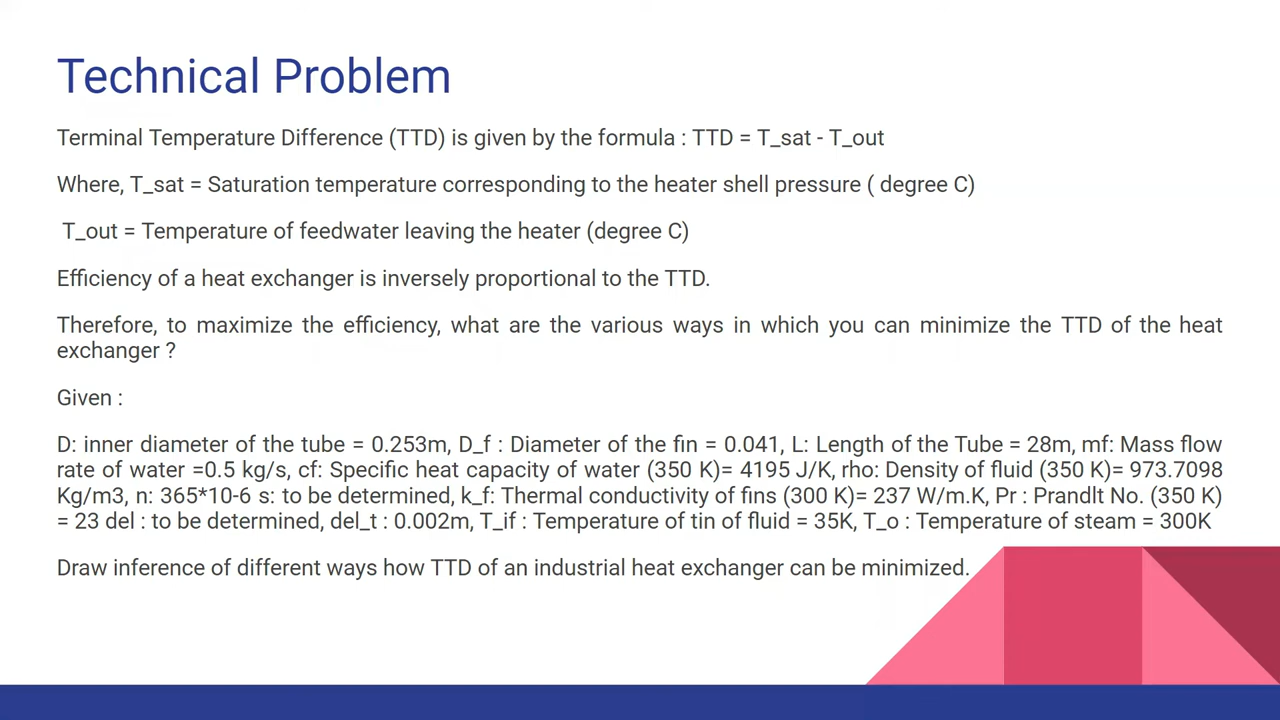 Technical Problem
Terminal Temperature Difference (TTD) is given by the formula : TTD = T_sat - T_out
Where, T_sat = Saturation temperature corresponding to the heater shell pressure ( degree C)
T_out = Temperature of feedwater leaving the heater (degree C)
Efficiency of a heat exchanger is inversely proportional to the TTD.
Therefore, to maximize the efficiency, what are the various ways in which you can minimize the TTD of the heat
exchanger ?
Given :
D: inner diameter of the tube = 0.253m, D_f : Diameter of the fin = 0.041, L: Length of the Tube = 28m, mf: Mass flow
rate of water =0.5 kg/s, cf: Specific heat capacity of water (350 K)= 4195 J/K, rho: Density of fluid (350 K)= 973.7098
Kg/m3, n: 365*10-6 s: to be determined, k_f: Thermal conductivity of fins (300 K)= 237 W/m.K, Pr : Prandlt No. (350 K)
= 23 del : to be determined, del_t : 0.002m, T_if : Temperature of tin of fluid = 35K, T_o : Temperature of steam = 300K
Draw inference of different ways how TTD of an industrial heat exchanger can be minimized.